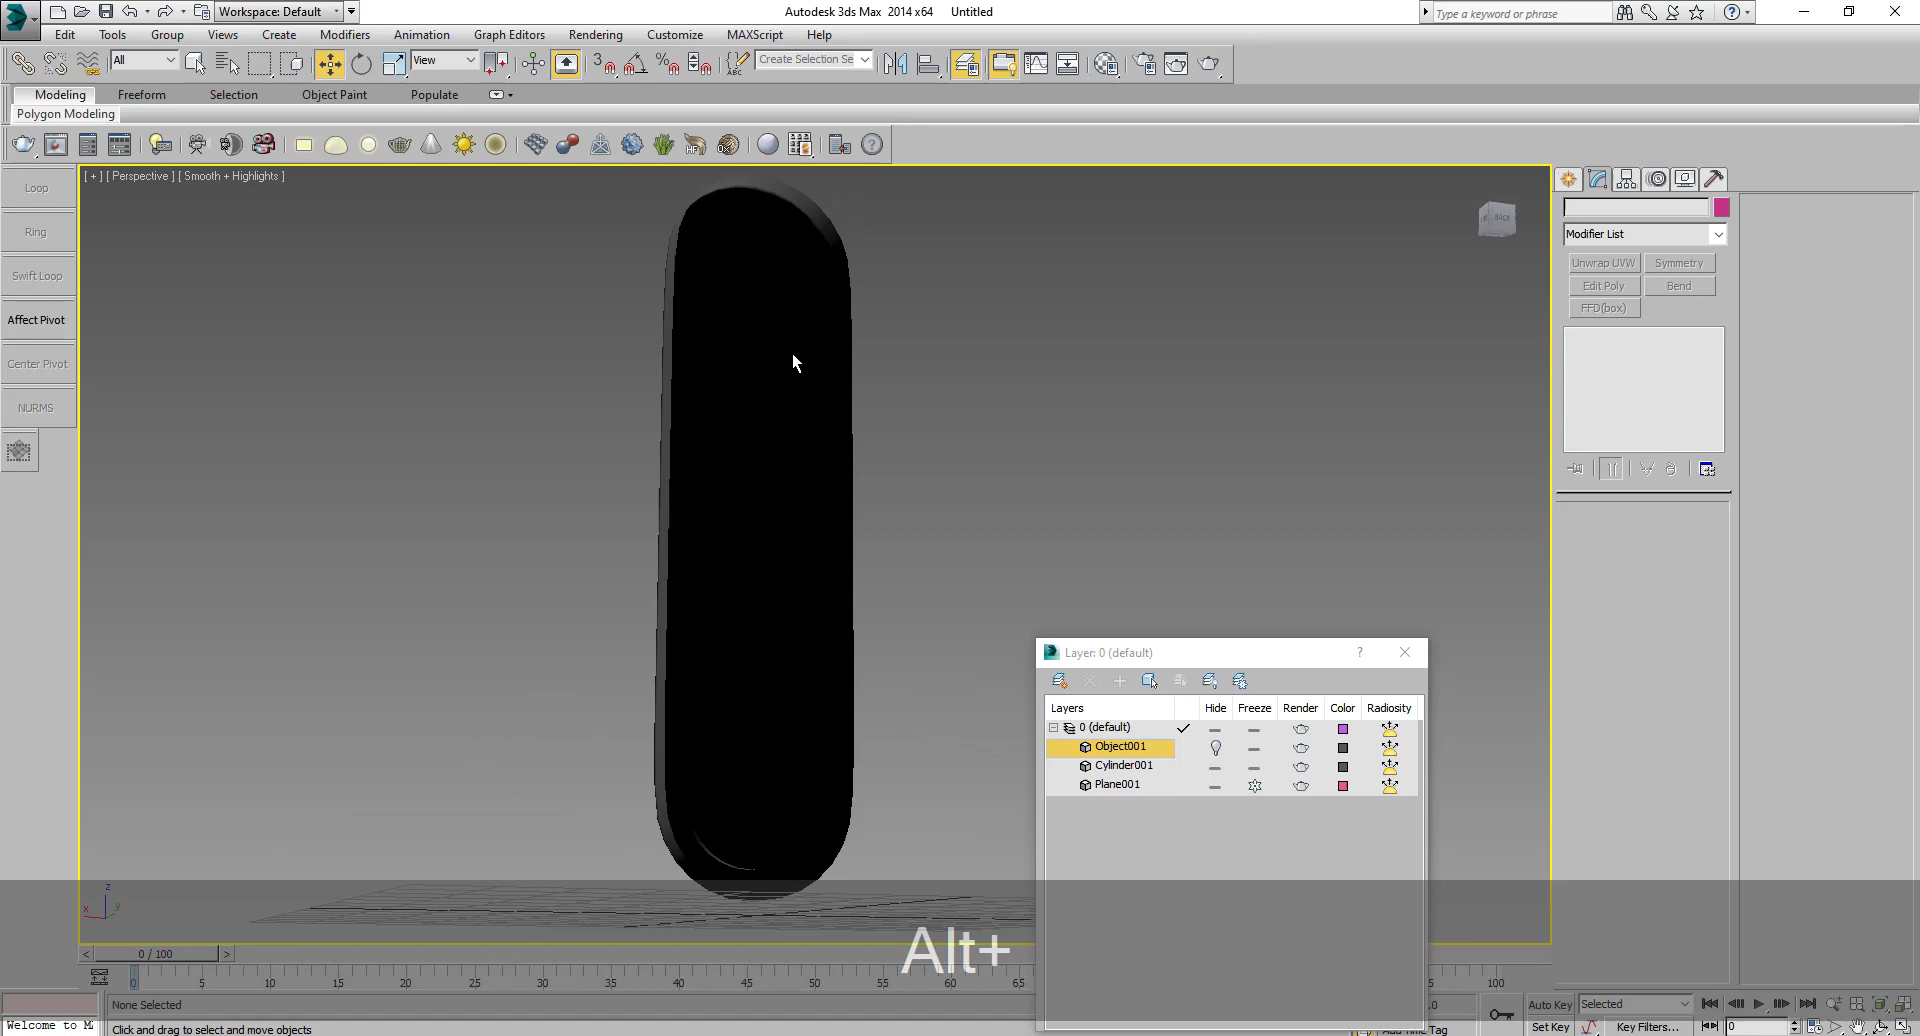 Workspace: Default
Autodesk 3ds Max 2014 x64 Untitled
Type a keyword or phrase
Edit Tools Group Views Create Modifiers Animation Graph Editors Rendering Customize MAXScript Help
All View 3 Create Selection Se
Modeling Freeform Selection Object Paint Populate
Polygon Modeling
[ + ] [ Perspective ] [ Smooth + Highlights ]
BACK
Loop
Ring
Swift Loop
Affect Pivot
Center Pivot
NURMS
Modifier List
Unwrap UVW Symmetry
Edit Poly Bend
FFD(box)
Layer: 0 (default)
Layers Hide Freeze Render Color Radiosity
0 (default)
Object001
Cylinder001
Plane001
z
x y
Alt+
< 0 / 100 >
0 5 10 15 20 25 30 35 40 45 50 55 60 65 100
None Selected
Auto Key Selected
Welcome to M
Click and drag to select and move objects
Add Time Tag
Set Key Key Filters... 0